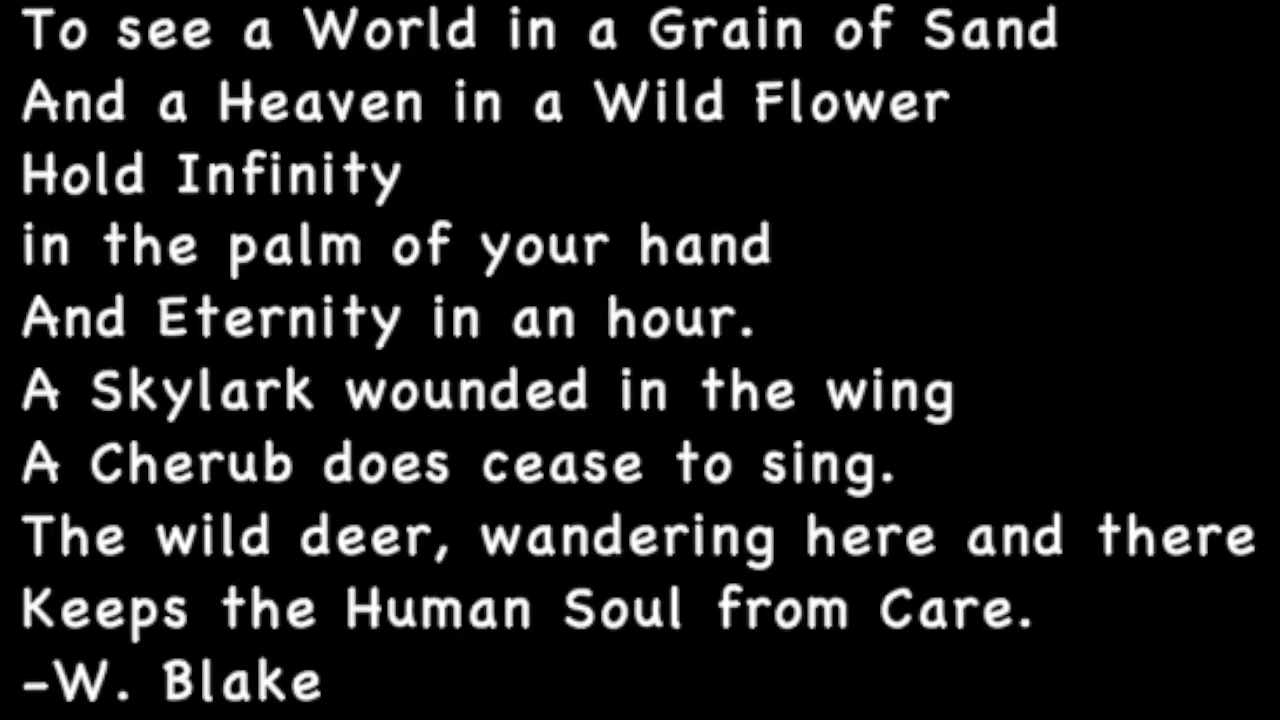 To see a World in a Grain of Sand
And a Heaven in a Wild Flower
Hold Infinity
in the palm of your hand
And Eternity in an hour.
A Skylark wounded in the wing
A Cherub does cease to sing.
The wild deer, wandering here and there
Keeps the Human Soul from Care.
-W. Blake